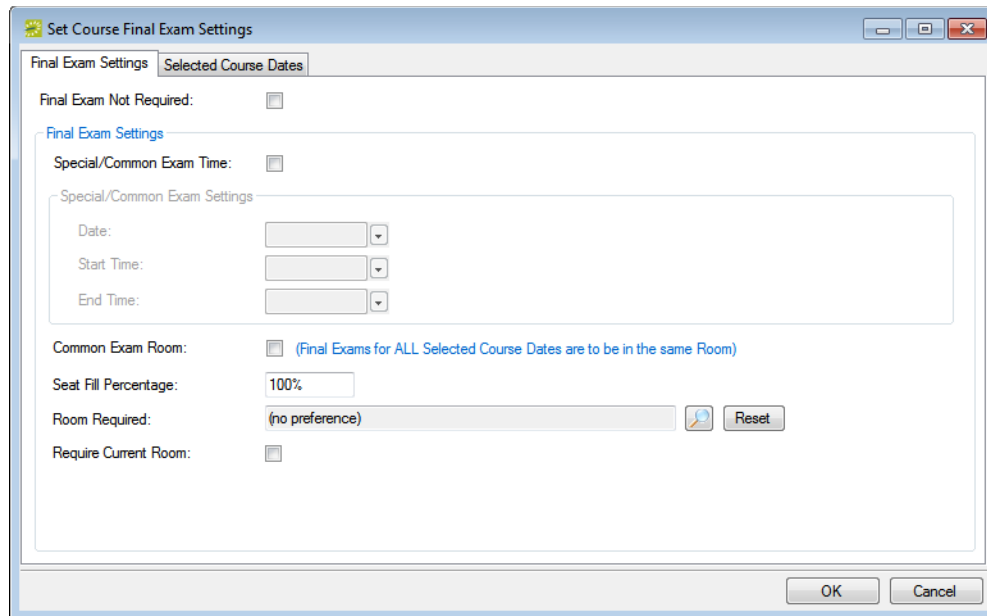 Set Course Final Exam Settings
Final Exam Settings Selected Course Dates
Final Exam Not Required:
Final Exam Settings
Special/Common Exam Time:
Special/Common Exam Settings
Date:
Start Time:
End Time:
Common Exam Room: (Final Exams for ALL Selected Course Dates are to be in the same Room)
Seat Fill Percentage: 100%
Room Required: (no preference) Reset
Require Current Room:
OK Cancel